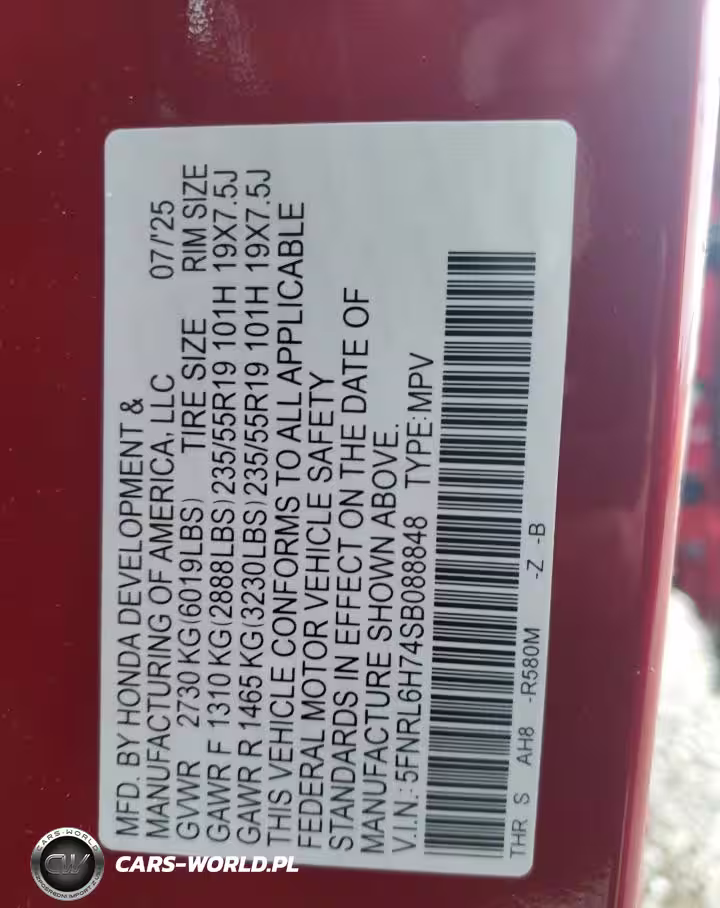 MFD. BY HONDA DEVELOPMENT &
MANUFACTURING OF AMERICA, LLC 07/'25
GVWR 2730 KG(6019LBS) TIRE SIZE RIM SIZE
GAWR F 1310 KG(2888LBS)235/55R19 101H 19X7.5J
GAWR R 1465 KG(3230LBS)235/55R19 101H 19X7.5J
THIS VEHICLE CONFORMS TO ALL APPLICABLE
FEDERAL MOTOR VEHICLE SAFETY
STANDARDS IN EFFECT ON THE DATE OF
MANUFACTURE SHOWN ABOVE.
V.I.N.:5FNRL6H74SB088848 TYPE:MPV
THR S AH8 -R580M -Z -B
CARS-WORLD.PL
CARS-WORLD
CW